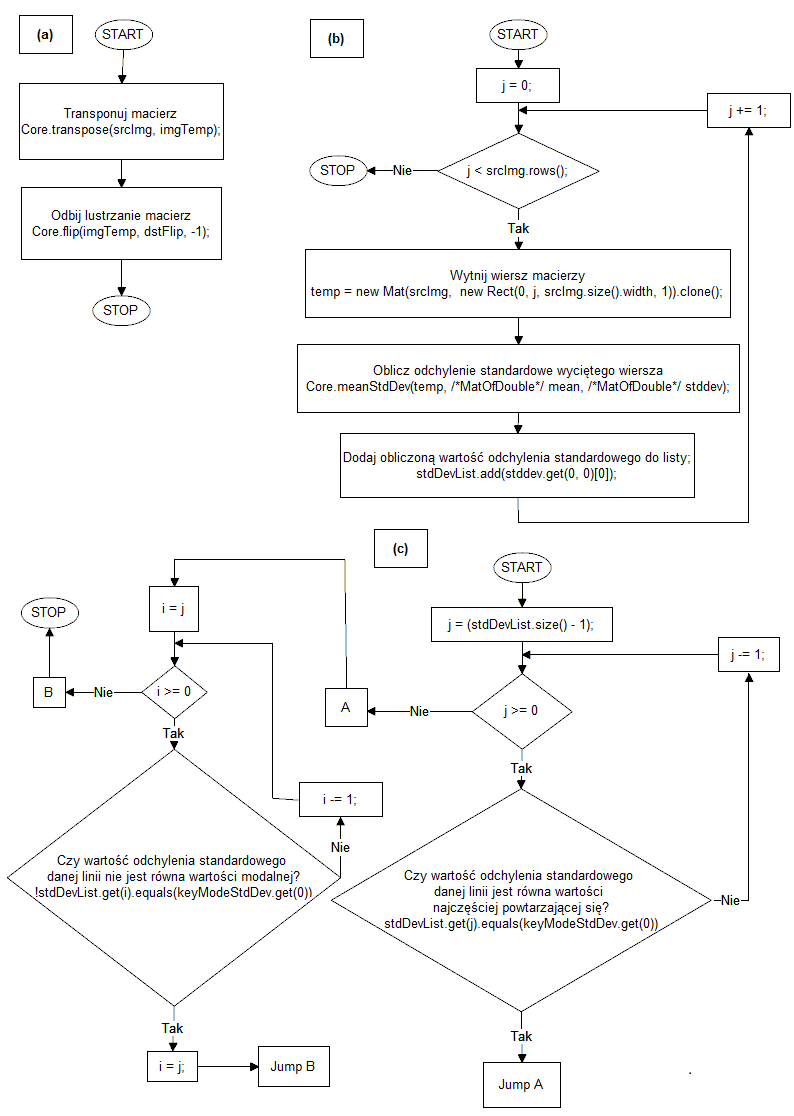 (a)
START
Transponuj macierz
Core.transpose(srcImg, imgTemp);
Odbij lustrzanie macierz
Core.flip(imgTemp, dstFlip, -1);
STOP
(b)
START
j = 0;
j += 1;
j < srcImg.rows();
Nie
STOP
Tak
Wytnij wiersz macierzy
temp = new Mat(srcImg, new Rect(0, j, srcImg.size().width, 1)).clone();
Oblicz odchylenie standardowe wyciętego wiersza
Core.meanStdDev(temp, /*MatOfDouble*/ mean, /*MatOfDouble*/ stddev);
Dodaj obliczoną wartość odchylenia standardowego do listy;
stdDevList.add(stddev.get(0, 0)[0]);
(c)
START
j = (stdDevList.size() - 1);
j -= 1;
j >= 0
Nie
A
Tak
Czy wartość odchylenia standardowego
danej linii jest równa wartości
najczęściej powtarzającej się?
stdDevList.get(j).equals(keyModeStdDev.get(0))
Nie
Tak
Jump A
i = j
i >= 0
Nie
B
STOP
Tak
i -= 1;
Nie
Czy wartość odchylenia standardowego
danej linii nie jest równa wartości modalnej?
!stdDevList.get(i).equals(keyModeStdDev.get(0))
Tak
i = j;
Jump B
.